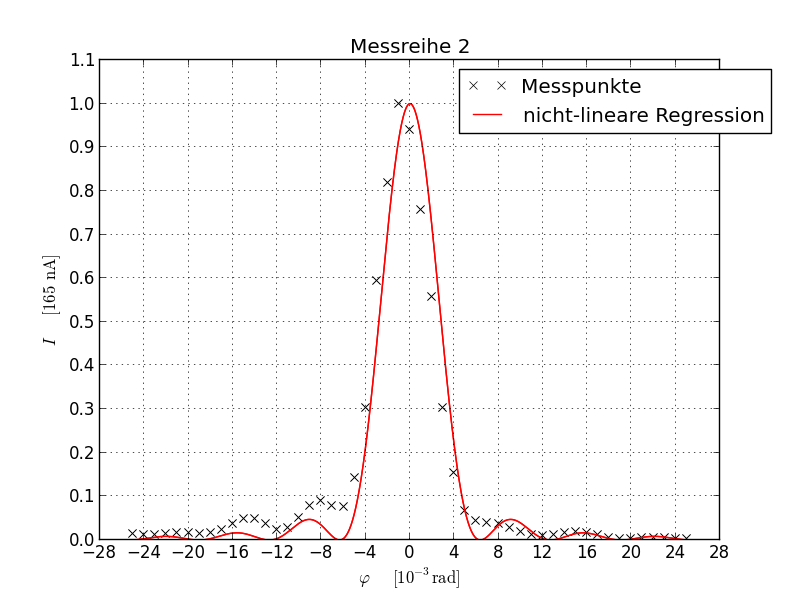 Messreihe 2
Messpunkte
nicht-lineare Regression
1.1
1.0
0.9
0.8
0.7
0.6
0.5
0.4
0.3
0.2
0.1
0.0
I [165 nA]
−28 −24 −20 −16 −12 −8 −4 0 4 8 12 16 20 24 28
φ [10⁻³ rad]